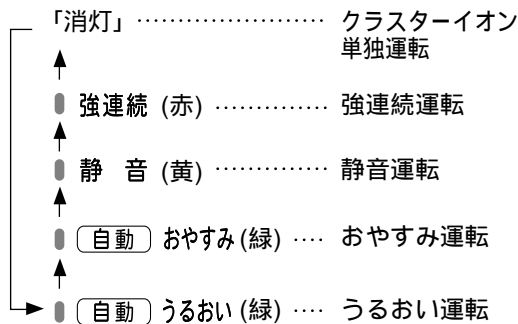 「消灯」 ……………………… クラスターイオン
単独運転
強連続 (赤) …………… 強連続運転
静　音 (黄) …………… 静音運転
自動 おやすみ (緑) …… おやすみ運転
自動 うるおい (緑) …… うるおい運転